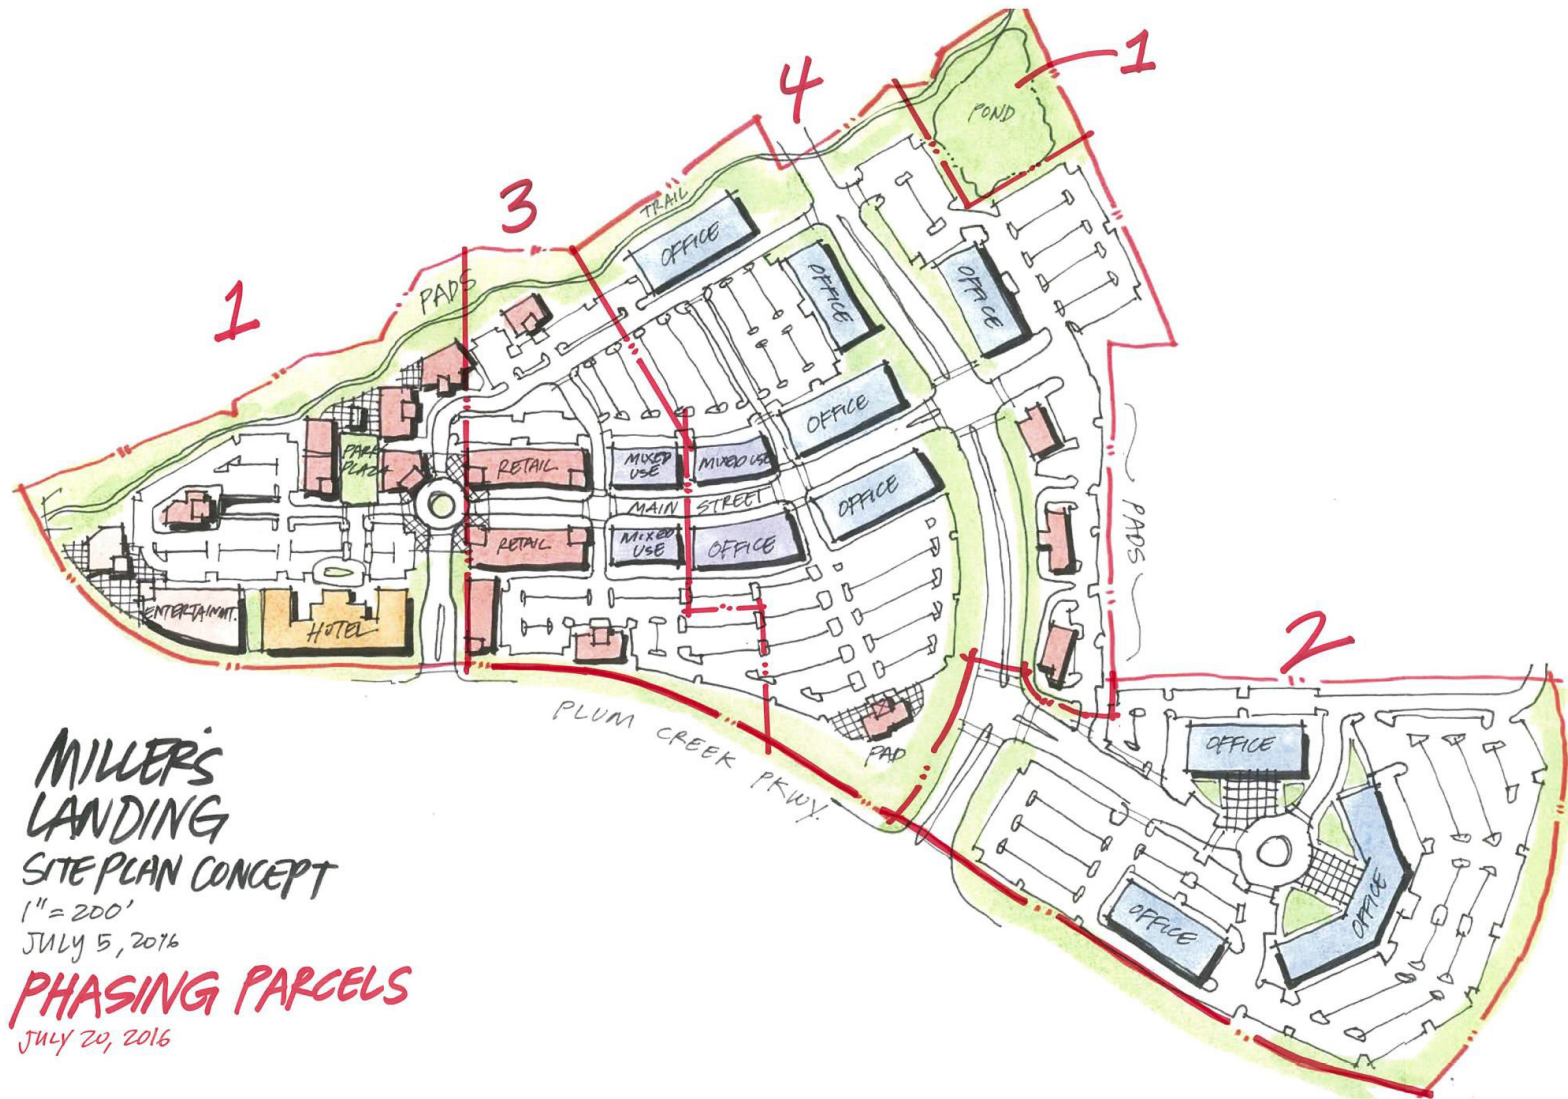 1
4
3
POND
TRAIL
OFFICE
1
PADS
OFFICE
OFFICE
OFFICE
PARK
PLAZA
RETAIL
MIXED
USE
MIXED USE
MAIN STREET
OFFICE
RETAIL
MIXED
USE
OFFICE
PADS
ENTERTAINMT.
HOTEL
2
PLUM CREEK PKWY.
PAD
OFFICE
OFFICE
OFFICE
MILLER'S
LANDING
SITE PLAN CONCEPT
1" = 200'
JULY 5, 2016
PHASING PARCELS
JULY 20, 2016